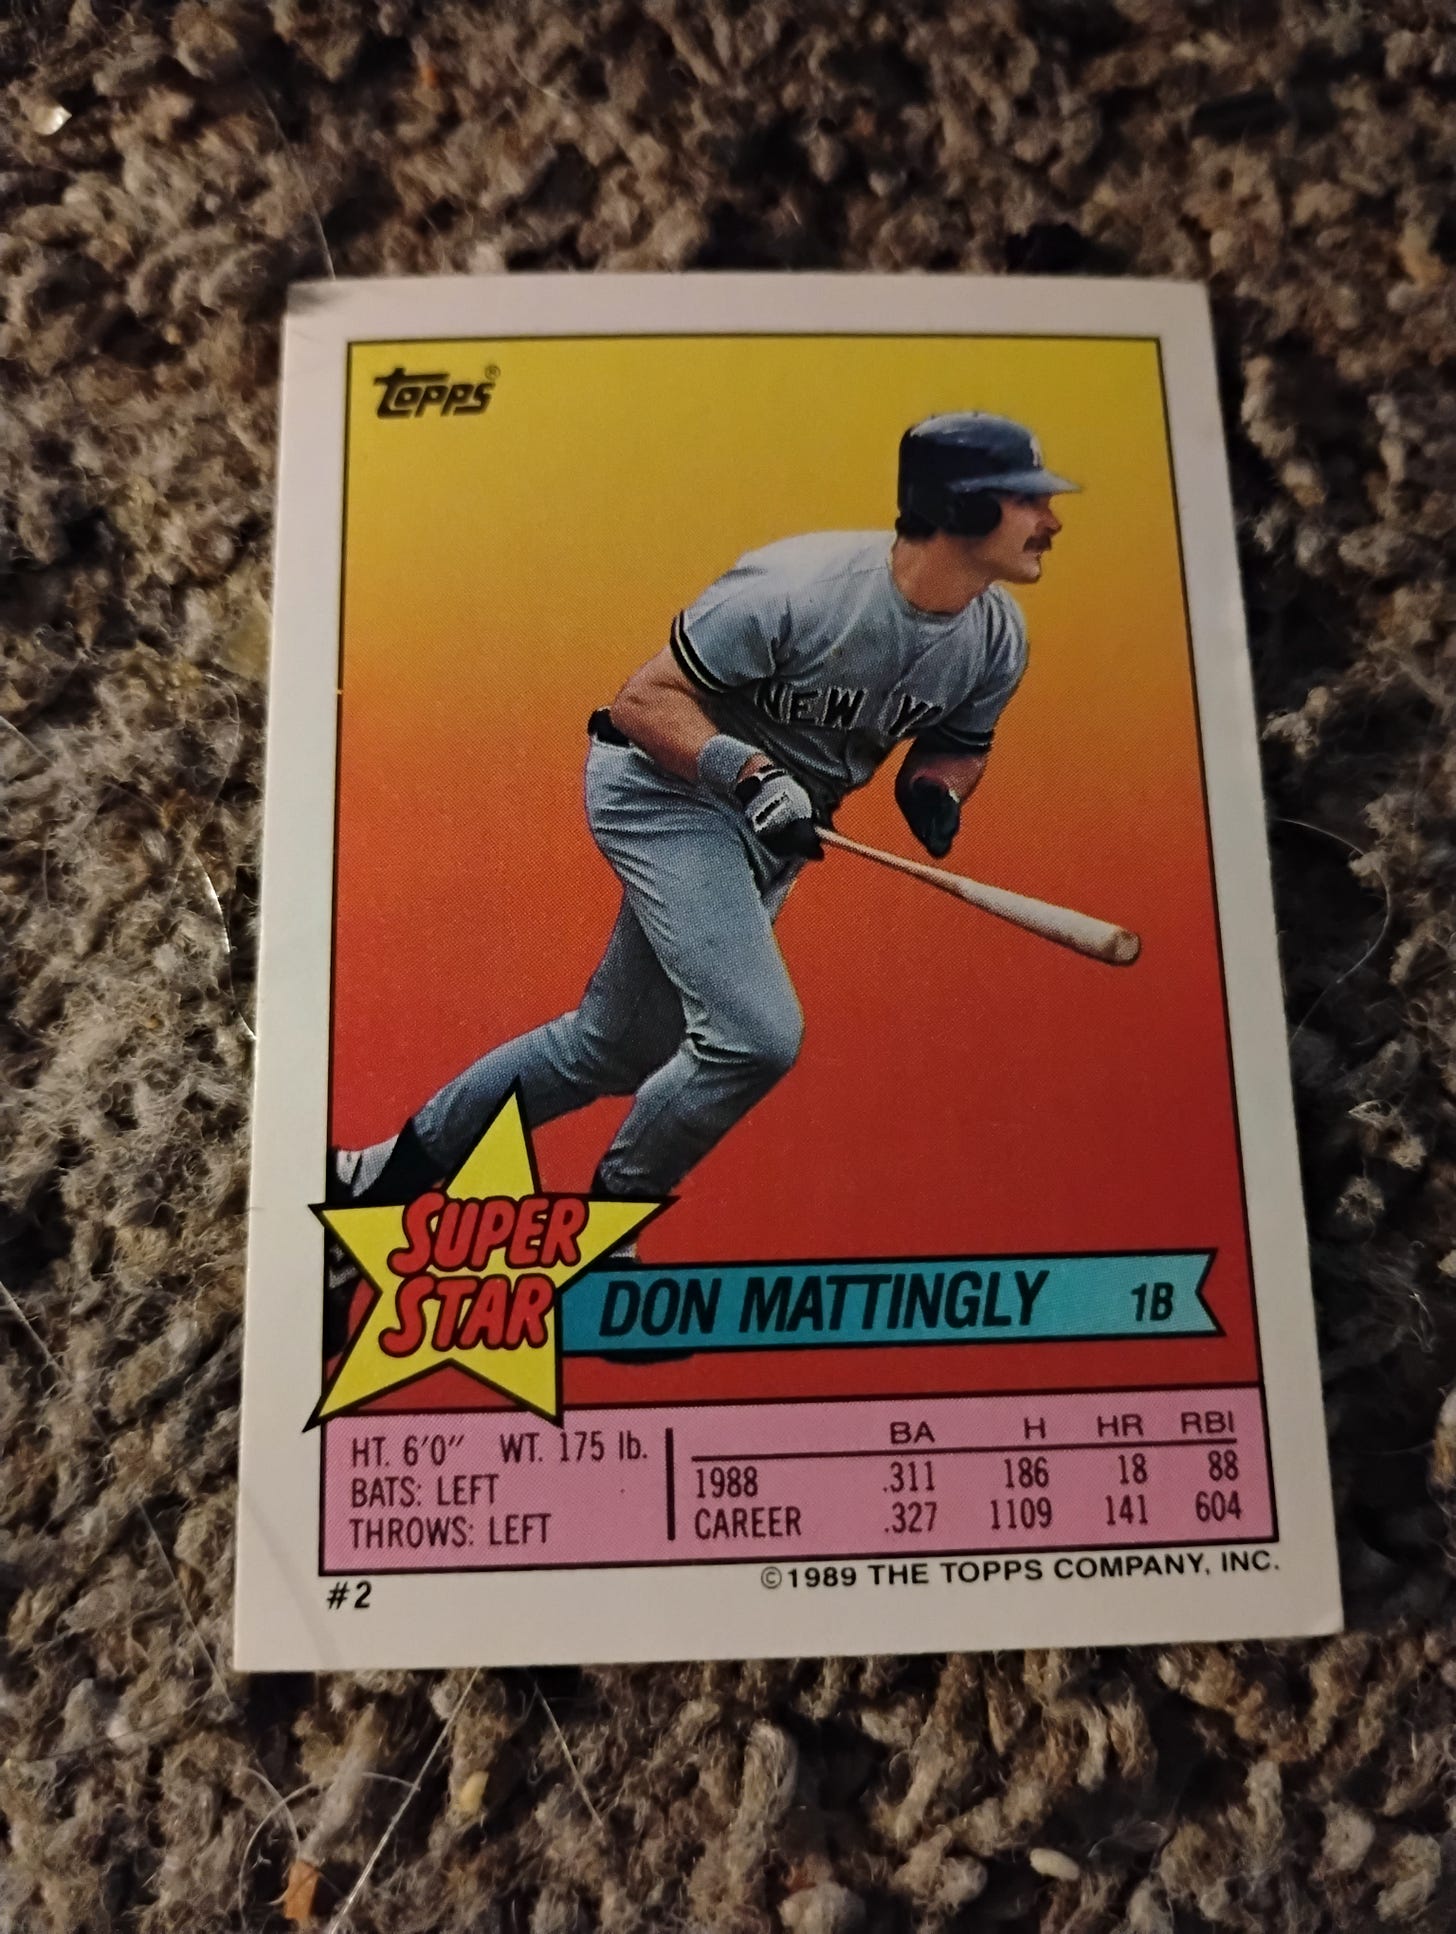 topps®
NEW Y
SUPER
STAR
DON MATTINGLY 1B
HT. 6'0" WT. 175 lb.
BATS: LEFT
THROWS: LEFT
BA H HR RBI
1988 .311 186 18 88
CAREER .327 1109 141 604
#2
©1989 THE TOPPS COMPANY, INC.